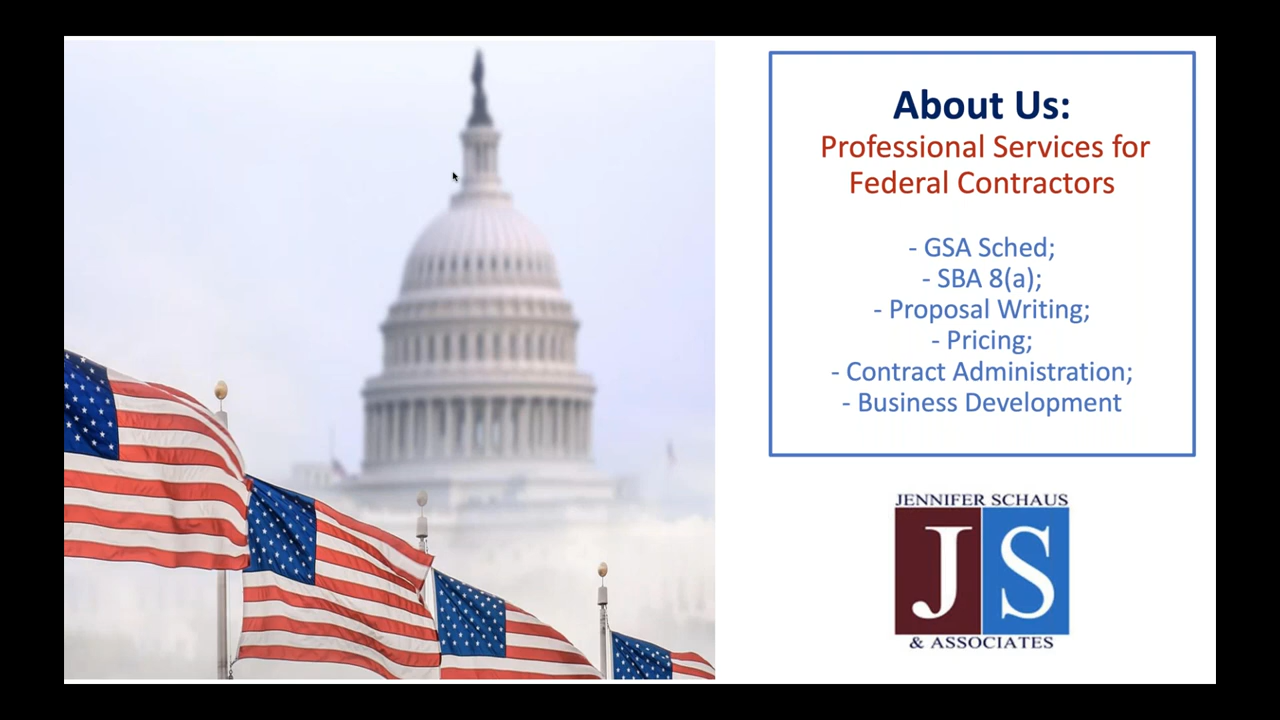 About Us:
Professional Services for
Federal Contractors
- GSA Sched;
- SBA 8(a);
- Proposal Writing;
- Pricing;
- Contract Administration;
- Business Development
JENNIFER SCHAUS
JS
& ASSOCIATES